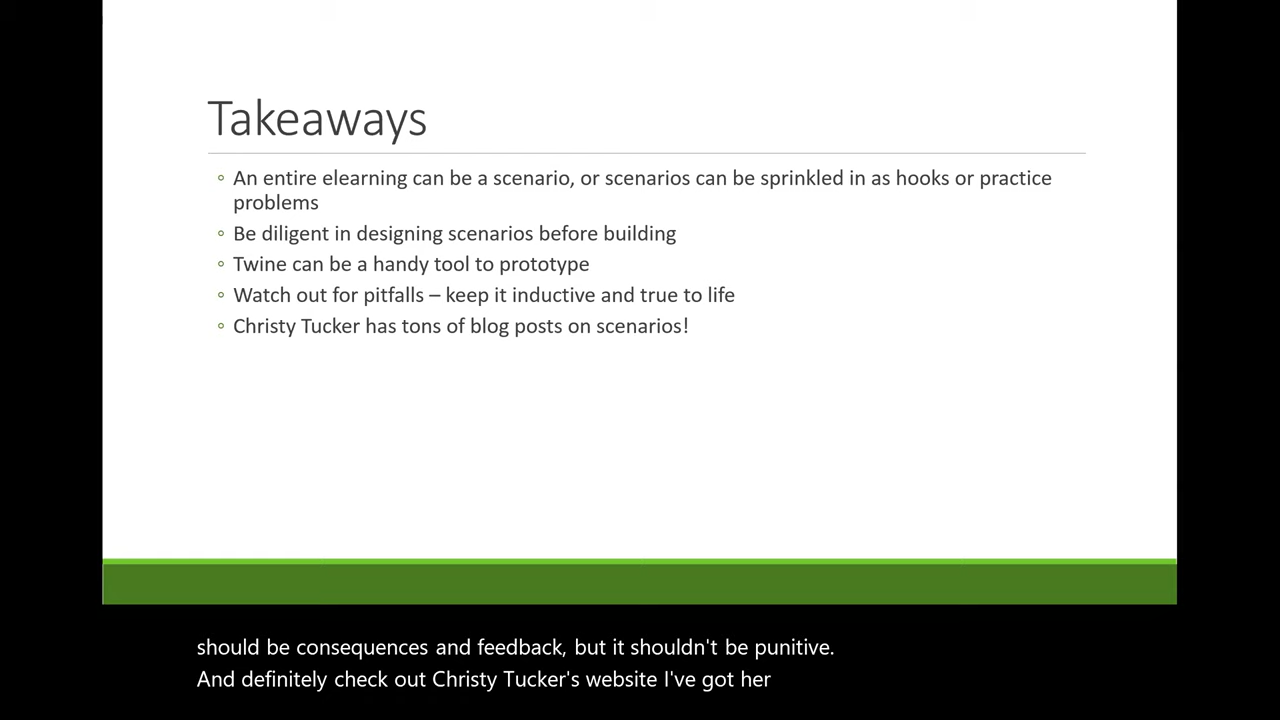 Takeaways
◦ An entire elearning can be a scenario, or scenarios can be sprinkled in as hooks or practice
problems
◦ Be diligent in designing scenarios before building
◦ Twine can be a handy tool to prototype
◦ Watch out for pitfalls – keep it inductive and true to life
◦ Christy Tucker has tons of blog posts on scenarios!
should be consequences and feedback, but it shouldn't be punitive.
And definitely check out Christy Tucker's website I've got her